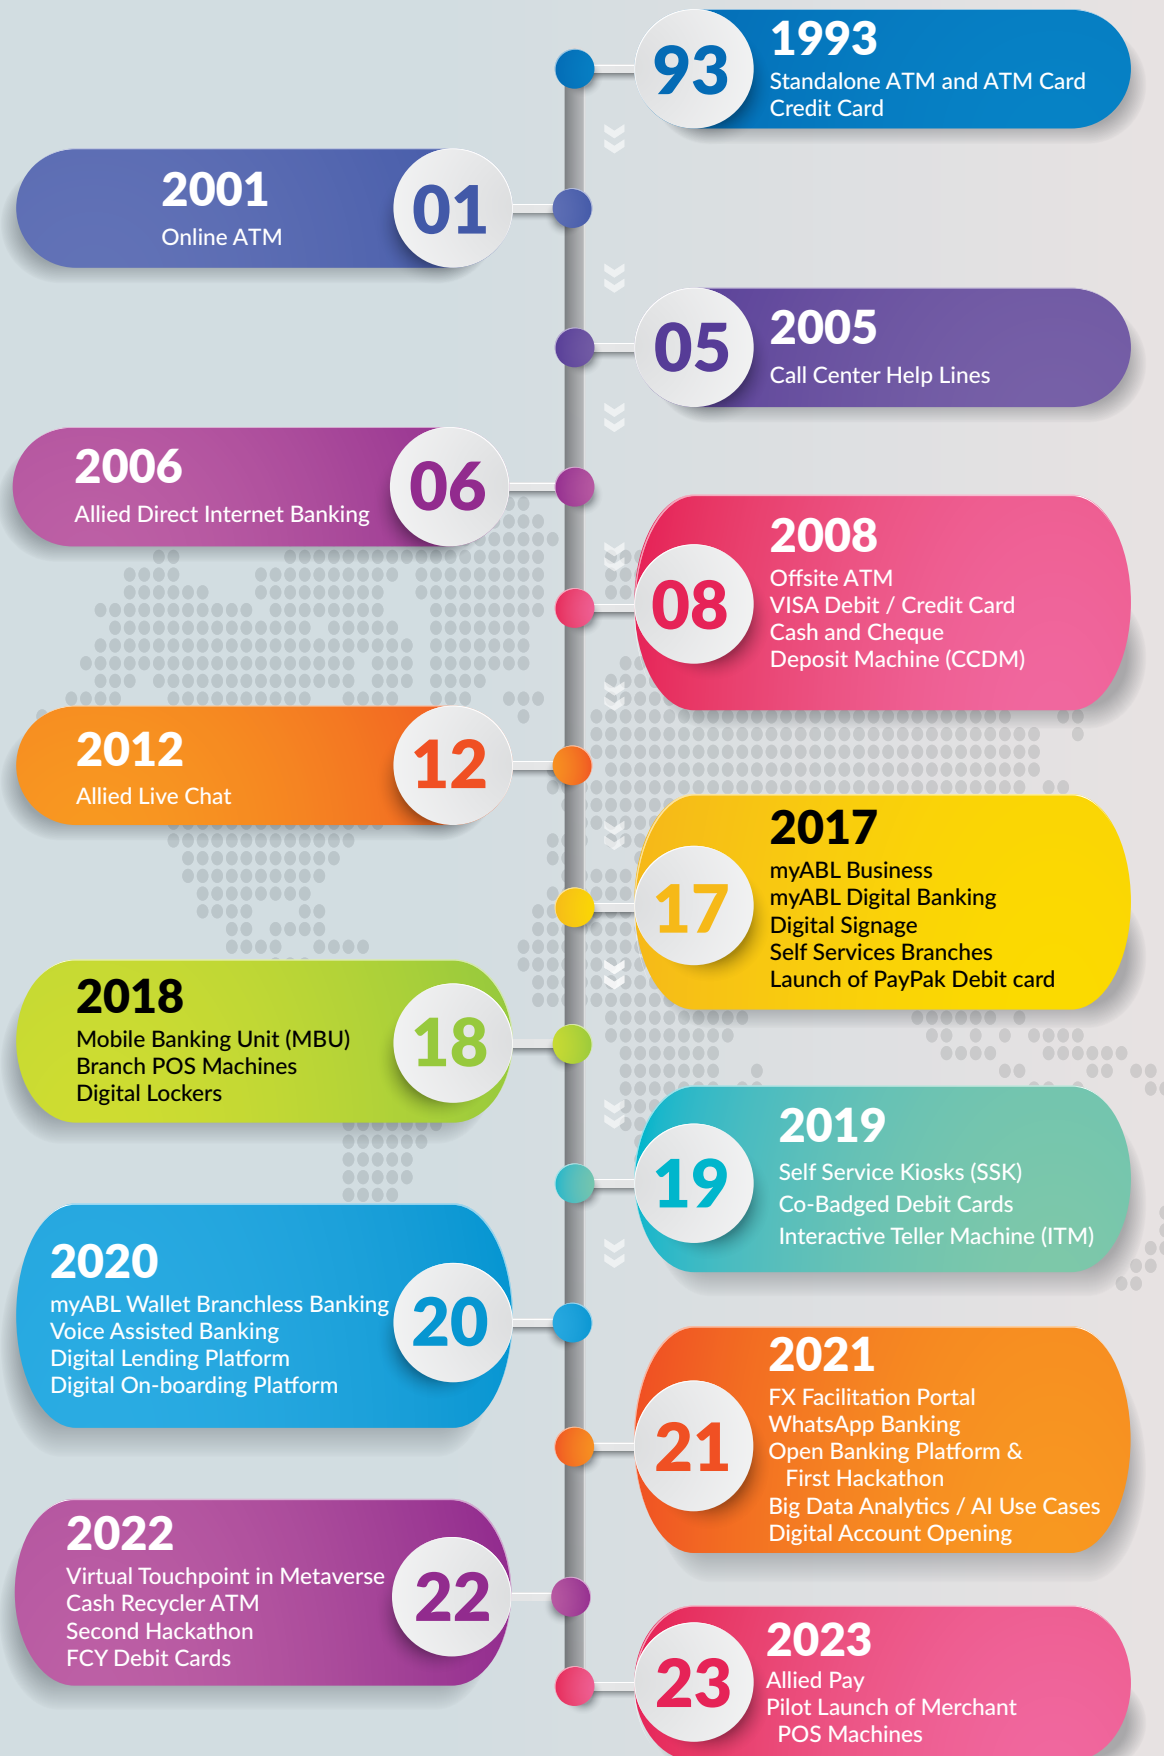 93
1993
Standalone ATM and ATM Card
Credit Card
2001
Online ATM
01
05
2005
Call Center Help Lines
2006
Allied Direct Internet Banking
06
08
2008
Offsite ATM
VISA Debit / Credit Card
Cash and Cheque
Deposit Machine (CCDM)
2012
Allied Live Chat
12
17
2017
myABL Business
myABL Digital Banking
Digital Signage
Self Services Branches
Launch of PayPak Debit card
2018
Mobile Banking Unit (MBU)
Branch POS Machines
Digital Lockers
18
19
2019
Self Service Kiosks (SSK)
Co-Badged Debit Cards
Interactive Teller Machine (ITM)
2020
myABL Wallet Branchless Banking
Voice Assisted Banking
Digital Lending Platform
Digital On-boarding Platform
20
21
2021
FX Facilitation Portal
WhatsApp Banking
Open Banking Platform &
First Hackathon
Big Data Analytics / AI Use Cases
Digital Account Opening
2022
Virtual Touchpoint in Metaverse
Cash Recycler ATM
Second Hackathon
FCY Debit Cards
22
23
2023
Allied Pay
Pilot Launch of Merchant
POS Machines